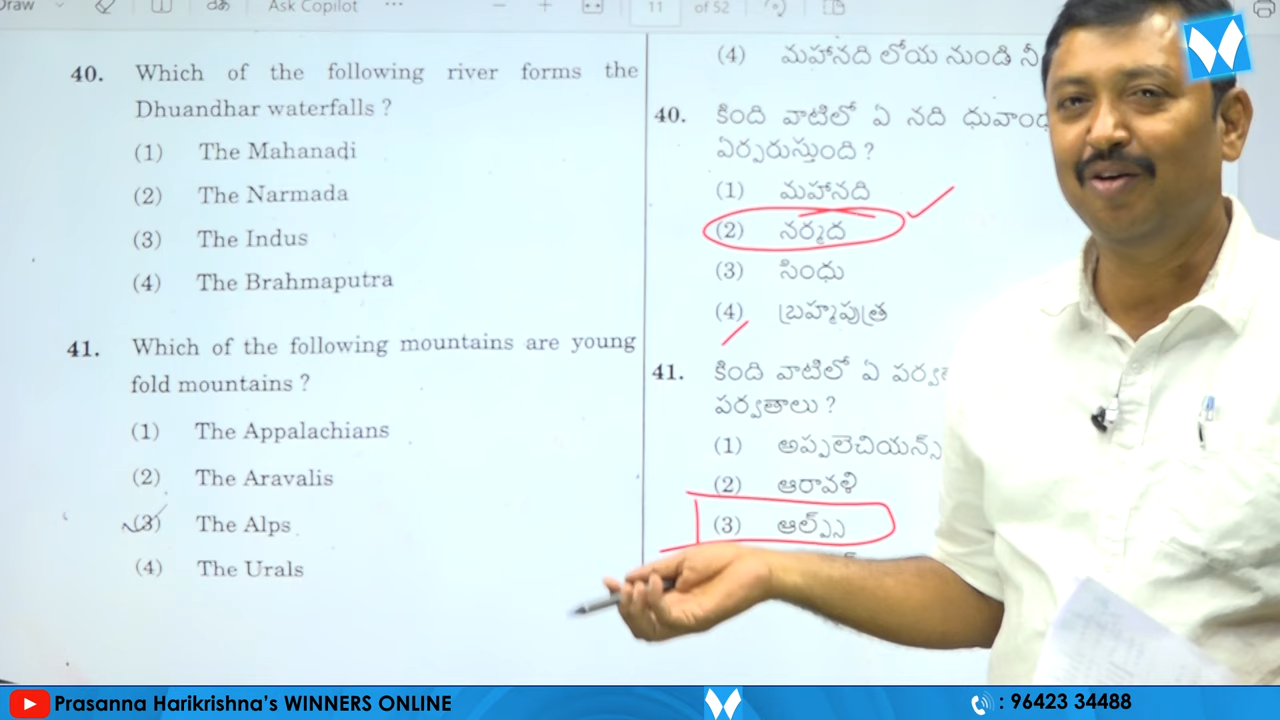 raw
Ask Copilot
11 of 52
40. Which of the following river forms the
Dhuandhar waterfalls ?
(1) The Mahanadi
(2) The Narmada
(3) The Indus
(4) The Brahmaputra
41. Which of the following mountains are young
fold mountains ?
(1) The Appalachians
(2) The Aravalis
(3) The Alps
(4) The Urals
(4) మహానది లోయ నుండి నీ
40. కింది వాటిలో ఏ నది ధువాంధ
ఏర్పరుస్తుంది ?
(1) మహానది
(2) నర్మద
(3) సింధు
(4) బ్రహ్మపుత్ర
41. కింది వాటిలో ఏ
పర్వతాలు ?
(1) అప్పలెచియన్స్
(2) ఆరావళి
(3) ఆల్ప్స్
Prasanna Harikrishna's WINNERS ONLINE
: 96423 34488